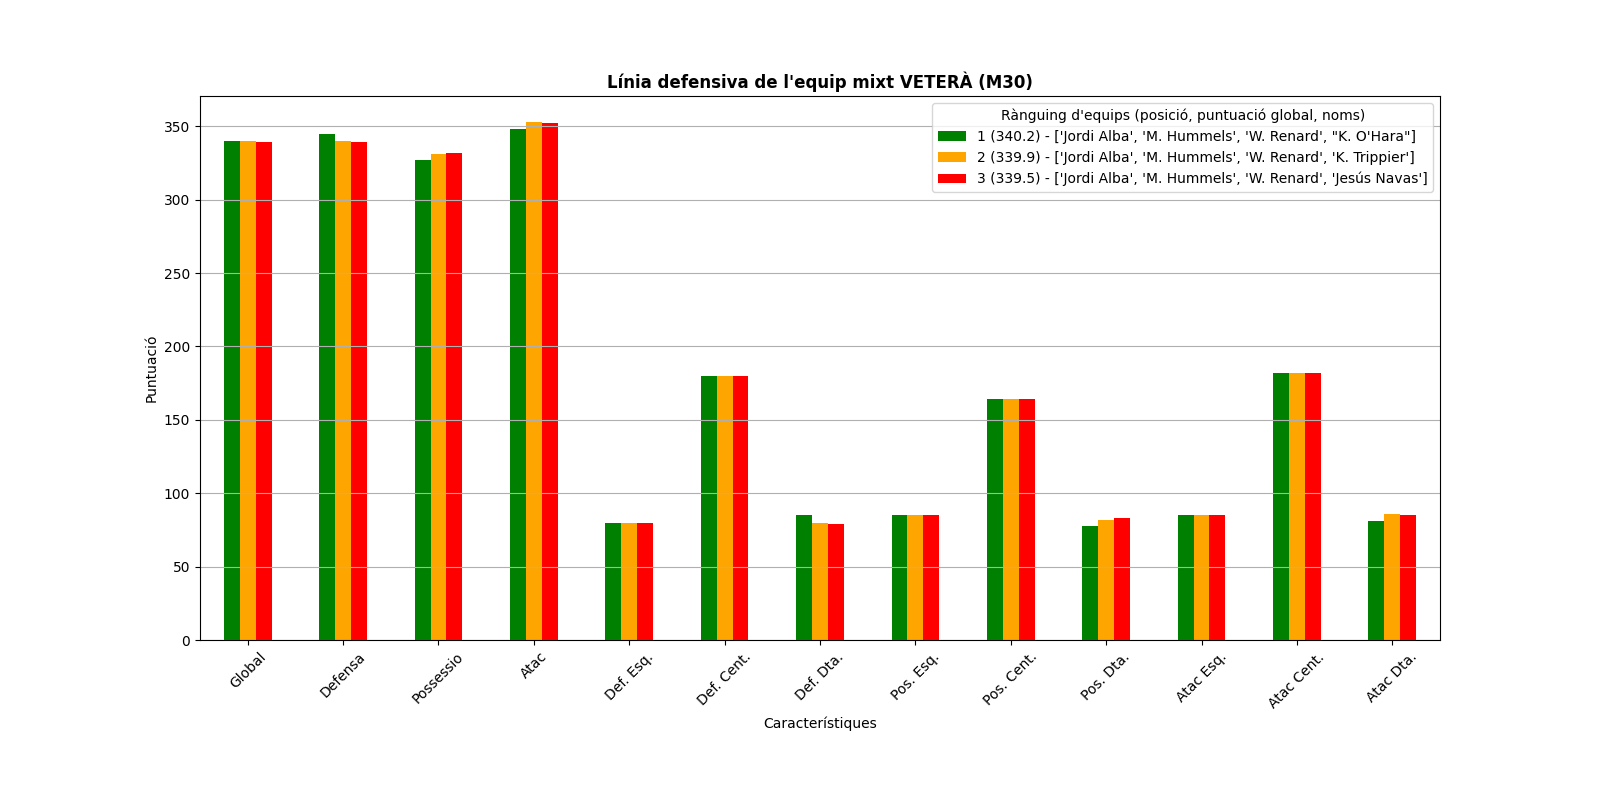 Línia defensiva de l'equip mixt VETERÀ (M30)
Rànguing d'equips (posició, puntuació global, noms)
1 (340.2) - ['Jordi Alba', 'M. Hummels', 'W. Renard', "K. O'Hara"]
2 (339.9) - ['Jordi Alba', 'M. Hummels', 'W. Renard', 'K. Trippier']
3 (339.5) - ['Jordi Alba', 'M. Hummels', 'W. Renard', 'Jesús Navas']
Puntuació
350
300
250
200
150
100
50
0
Global
Defensa
Possessio
Atac
Def. Esq.
Def. Cent.
Def. Dta.
Pos. Esq.
Pos. Cent.
Pos. Dta.
Atac Esq.
Atac Cent.
Atac Dta.
Característiques